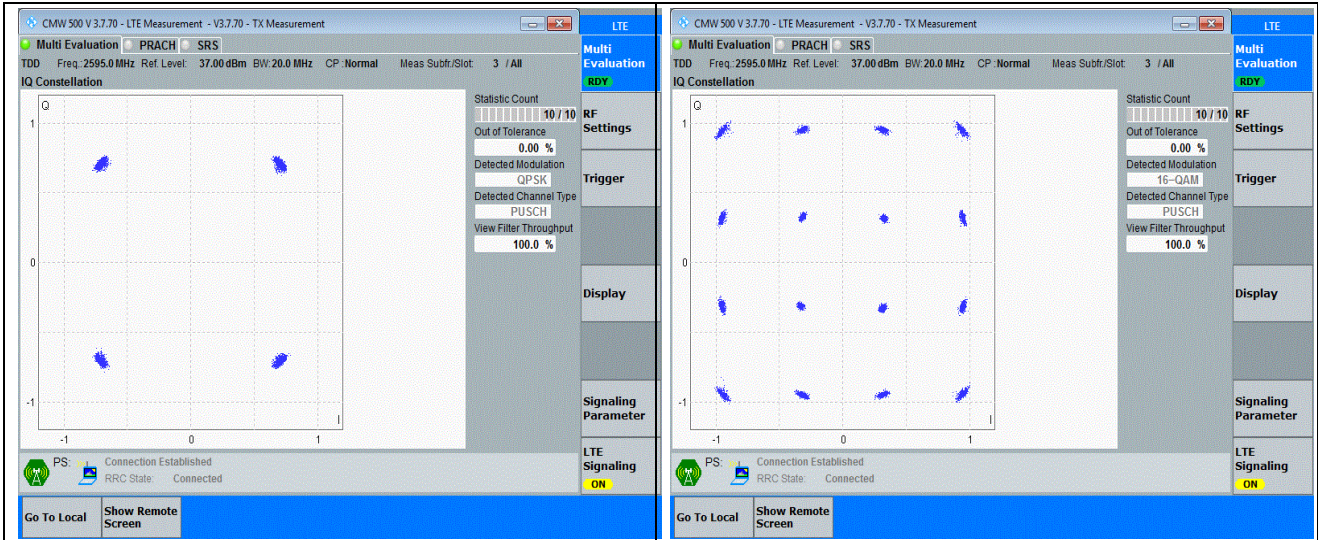 CMW 500 V 3.7.70 - LTE Measurement - V3.7.70 - TX Measurement
LTE
Multi Evaluation PRACH SRS
Multi
Evaluation
RDY
TDD Freq.: 2595.0 MHz Ref. Level: 37.00 dBm BW: 20.0 MHz CP : Normal Meas Subfr./Slot: 3 / All
IQ Constellation
Q
1
0
-1
-1
0
1
I
Statistic Count
10 / 10
Out of Tolerance
0.00 %
Detected Modulation
QPSK
Detected Channel Type
PUSCH
View Filter Throughput
100.0 %
RF
Settings
Trigger
Display
Signaling
Parameter
LTE
Signaling
ON
PS: Connection Established
RRC State: Connected
Go To Local
Show Remote
Screen
CMW 500 V 3.7.70 - LTE Measurement - V3.7.70 - TX Measurement
LTE
Multi Evaluation PRACH SRS
Multi
Evaluation
RDY
TDD Freq.: 2595.0 MHz Ref. Level: 37.00 dBm BW: 20.0 MHz CP : Normal Meas Subfr./Slot: 3 / All
IQ Constellation
Q
1
0
-1
-1
0
1
I
Statistic Count
10 / 10
Out of Tolerance
0.00 %
Detected Modulation
16-QAM
Detected Channel Type
PUSCH
View Filter Throughput
100.0 %
RF
Settings
Trigger
Display
Signaling
Parameter
LTE
Signaling
ON
PS: Connection Established
RRC State: Connected
Go To Local
Show Remote
Screen